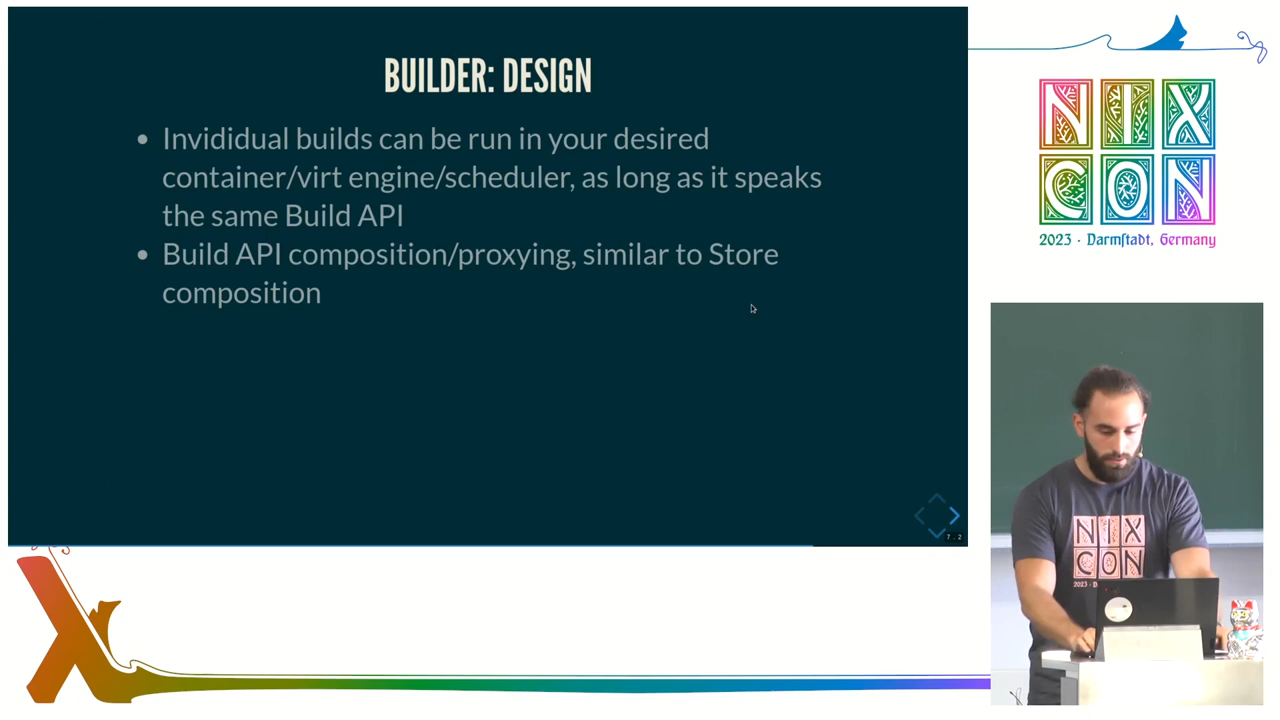 BUILDER: DESIGN
Invididual builds can be run in your desired
container/virt engine/scheduler, as long as it speaks
the same Build API
Build API composition/proxying, similar to Store
composition
7 . 2
NIX
CON
2023 · Darmſtadt, Germany
NIX
CON